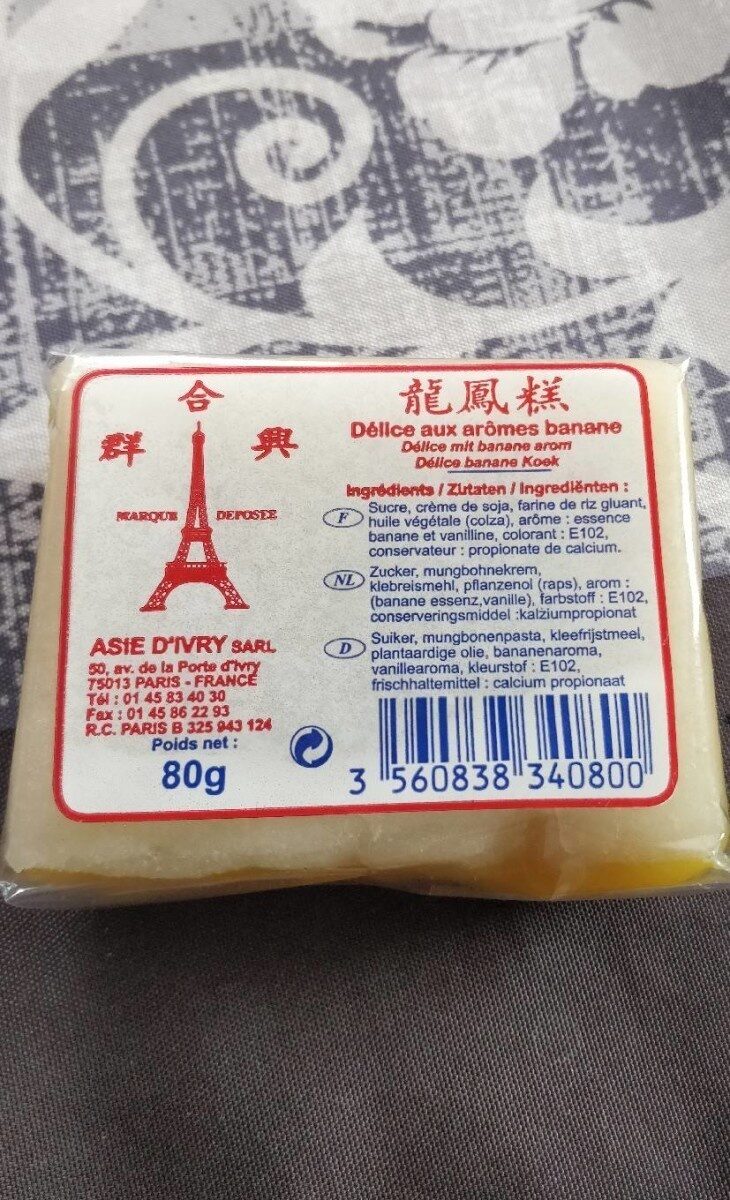 合
群 興
MARQUE DEPOSEE
ASIE D'IVRY SARL
50, av. de la Porte d'Ivry
75013 PARIS - FRANCE
Tél : 01 45 83 40 30
Fax : 01 45 86 22 93
R.C. PARIS B 325 943 124
Poids net :
80g
龍鳳糕
Délice aux arômes banane
Délice mit banane arom
Délice banane Koek
Ingrédients / Zutaten / Ingrediënten :
F Sucre, crème de soja, farine de riz gluant,
huile végétale (colza), arôme : essence
banane et vanilline, colorant : E102,
conservateur : propionate de calcium.
NL Zucker, mungbohnekrem,
klebreismehl, pflanzenol (raps), arom :
(banane essenz,vanille), farbstoff : E102,
conserveringsmiddel :kalziumpropionat
D Suiker, mungbonenpasta, kleefrijstmeel,
plantaardige olie, bananenaroma,
vanillearoma, kleurstof : E102,
frischhaltemittel : calcium propionaat
3 560838 340800